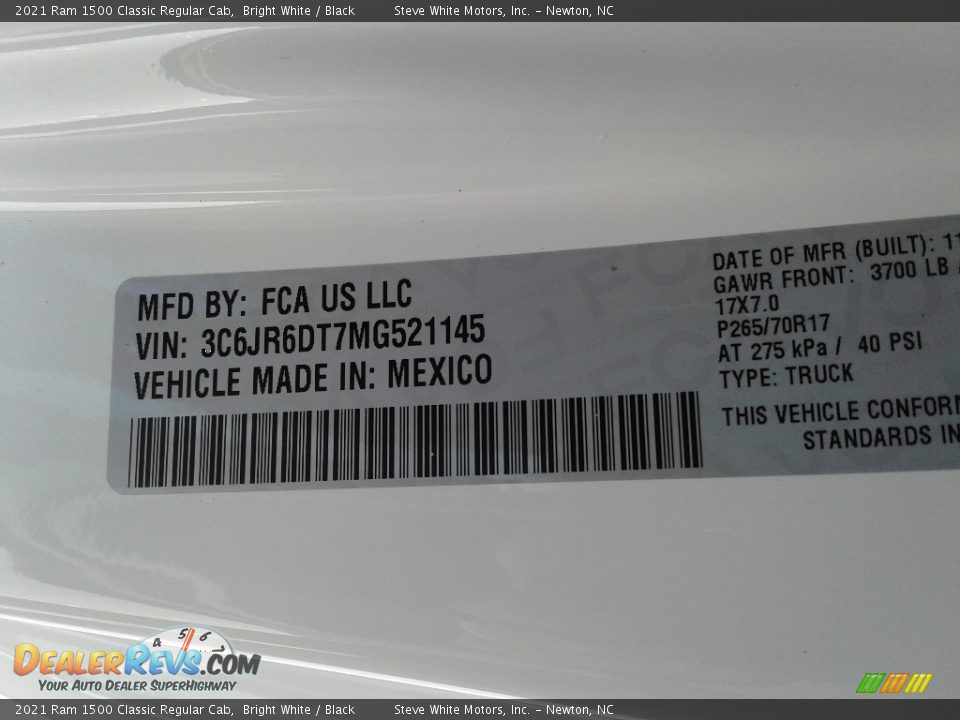 2021 Ram 1500 Classic Regular Cab, Bright White / Black Steve White Motors, Inc. – Newton, NC
MFD BY: FCA US LLC
VIN: 3C6JR6DT7MG521145
VEHICLE MADE IN: MEXICO
DATE OF MFR (BUILT): 11
GAWR FRONT: 3700 LB
17X7.0
P265/70R17
AT 275 kPa / 40 PSI
TYPE: TRUCK
THIS VEHICLE CONFORM
STANDARDS IN
4 5 6
DEALERREVS.COM
YOUR AUTO DEALER SUPERHIGHWAY
2021 Ram 1500 Classic Regular Cab, Bright White / Black Steve White Motors, Inc. – Newton, NC